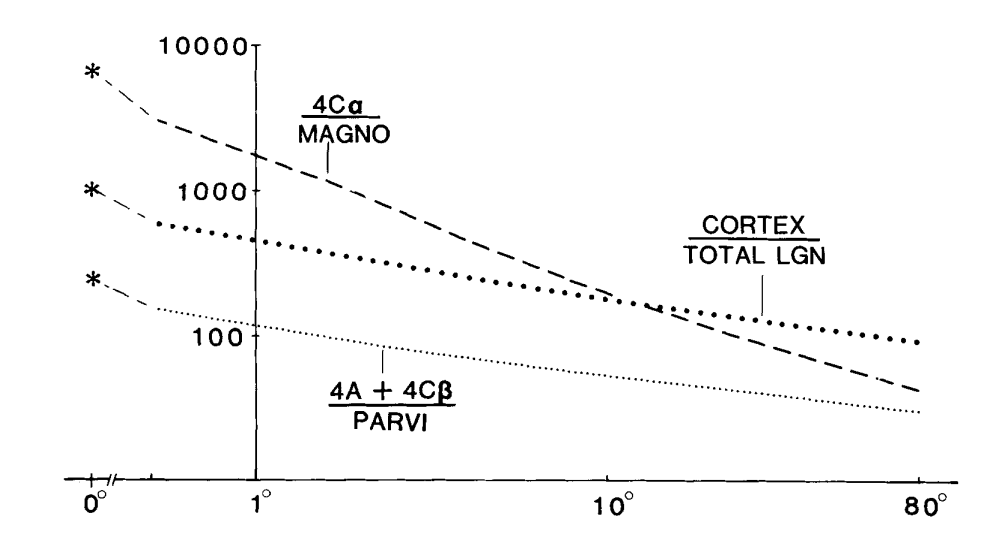 10000
4Cα
MAGNO
1000
CORTEX
TOTAL LGN
100
4A + 4Cβ
PARVI
0° 1° 10° 80°